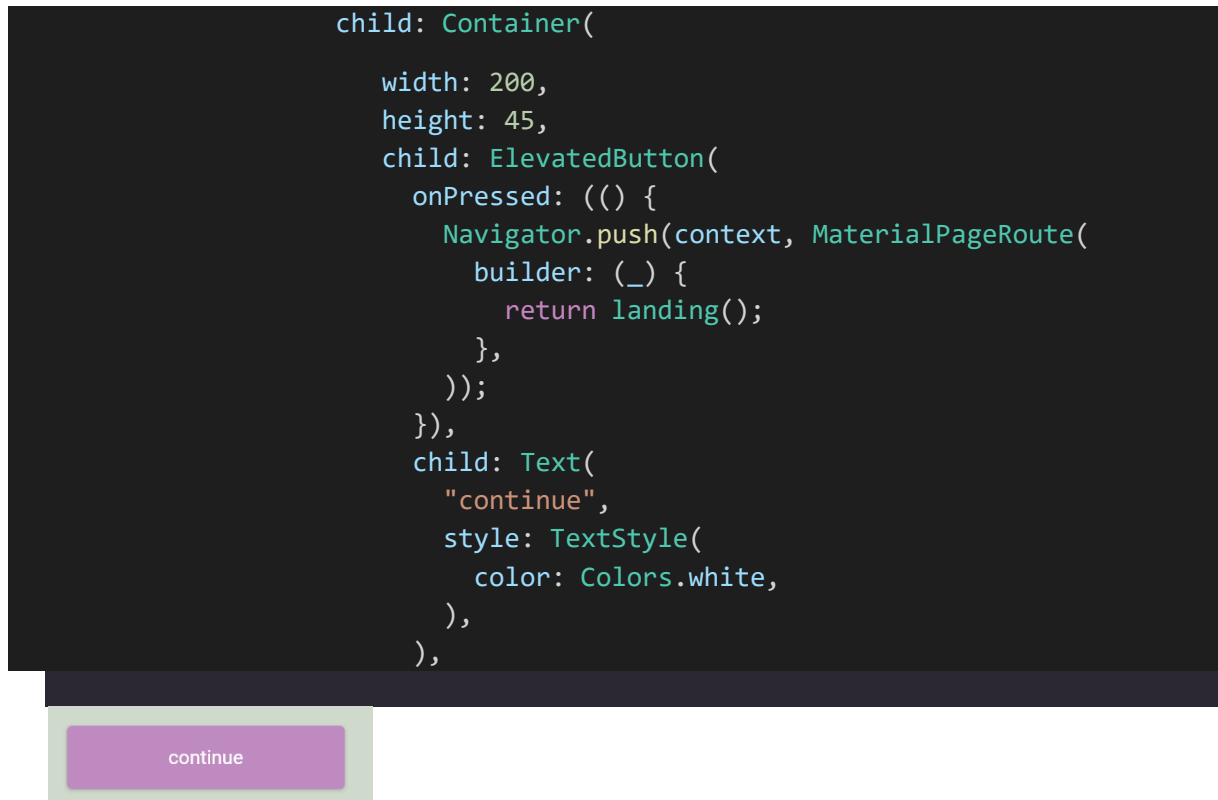 child: Container(
width: 200,
height: 45,
child: ElevatedButton(
onPressed: (() {
Navigator.push(context, MaterialPageRoute(
builder: (_) {
return landing();
},
));
}),
child: Text(
"continue",
style: TextStyle(
color: Colors.white,
),
),
continue